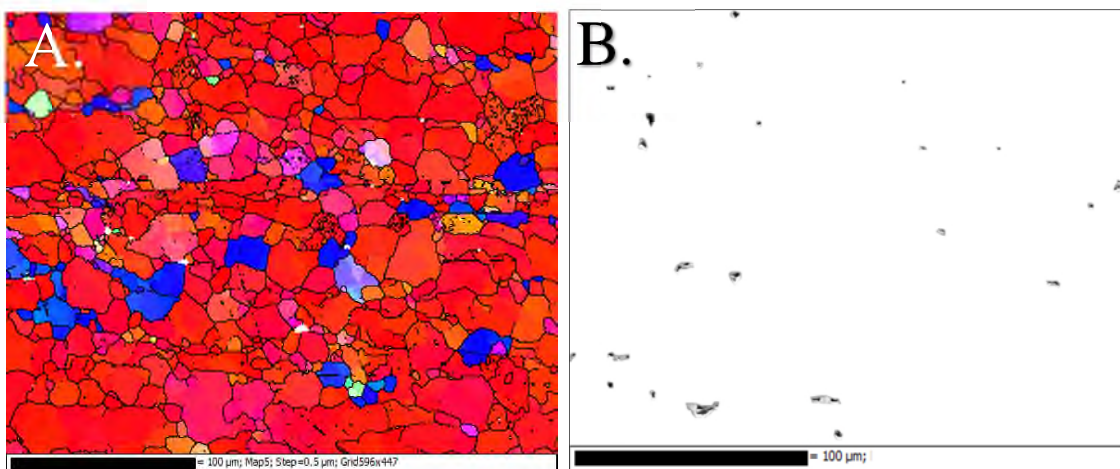 A.
B.
= 100 µm; Map5; Step=0.5 µm; Grid596x447
= 100 µm;